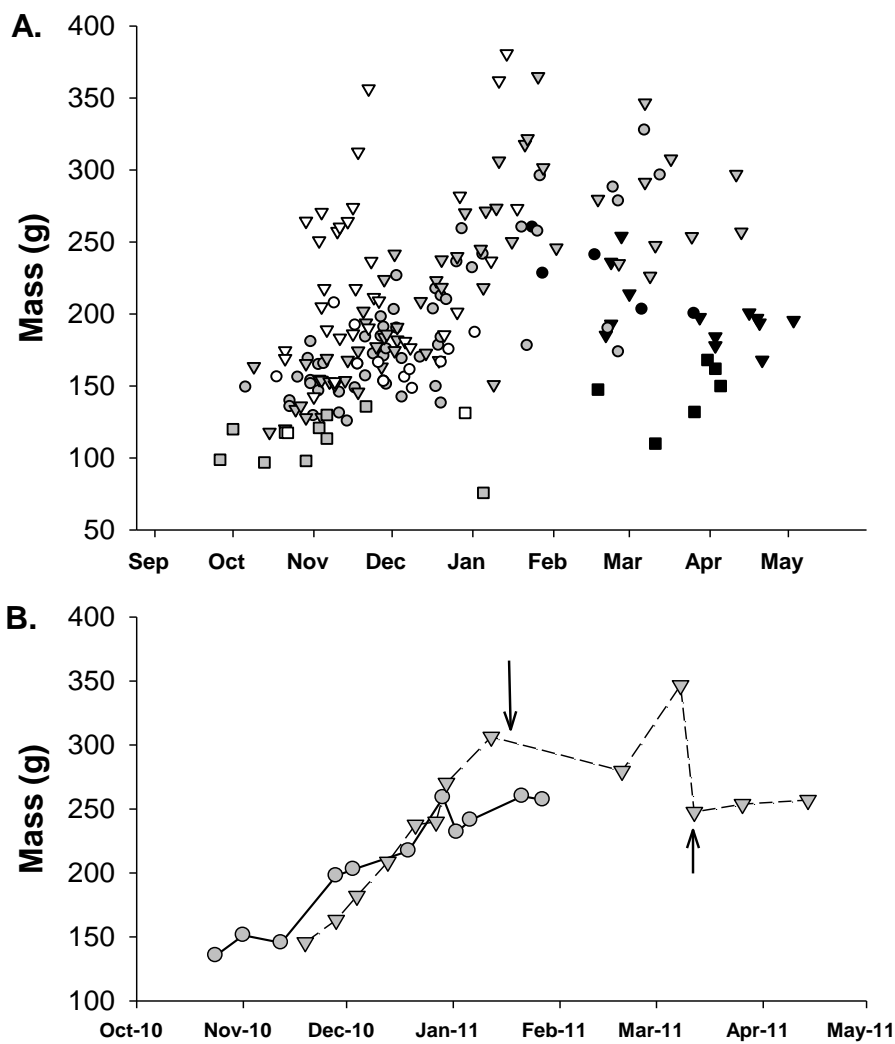 A.
400
350
300
250
200
150
100
50
Mass (g)
Sep Oct Nov Dec Jan Feb Mar Apr May
B.
400
350
300
250
200
150
100
Mass (g)
Oct-10 Nov-10 Dec-10 Jan-11 Feb-11 Mar-11 Apr-11 May-11